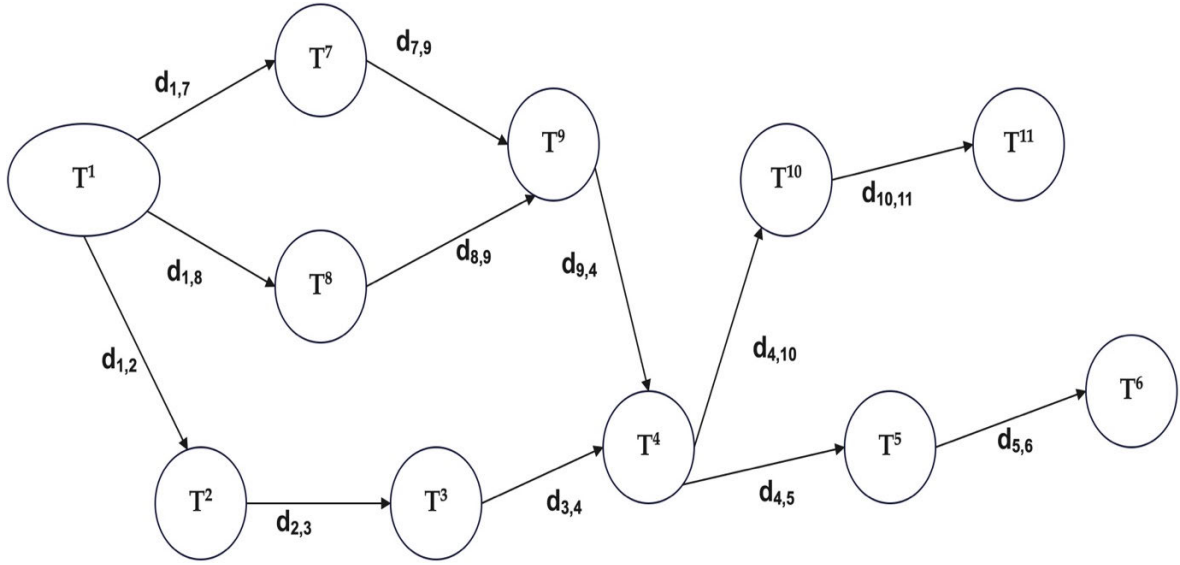 T⁷
d₇,₉
d₁,₇
T⁹
T¹¹
T¹
T¹⁰
d₁₀,₁₁
d₈,₉
d₁,₈
T⁸
d₉,₄
d₄,₁₀
d₁,₂
T⁶
T⁴
T⁵
d₅,₆
T²
T³
d₂,₃
d₃,₄
d₄,₅